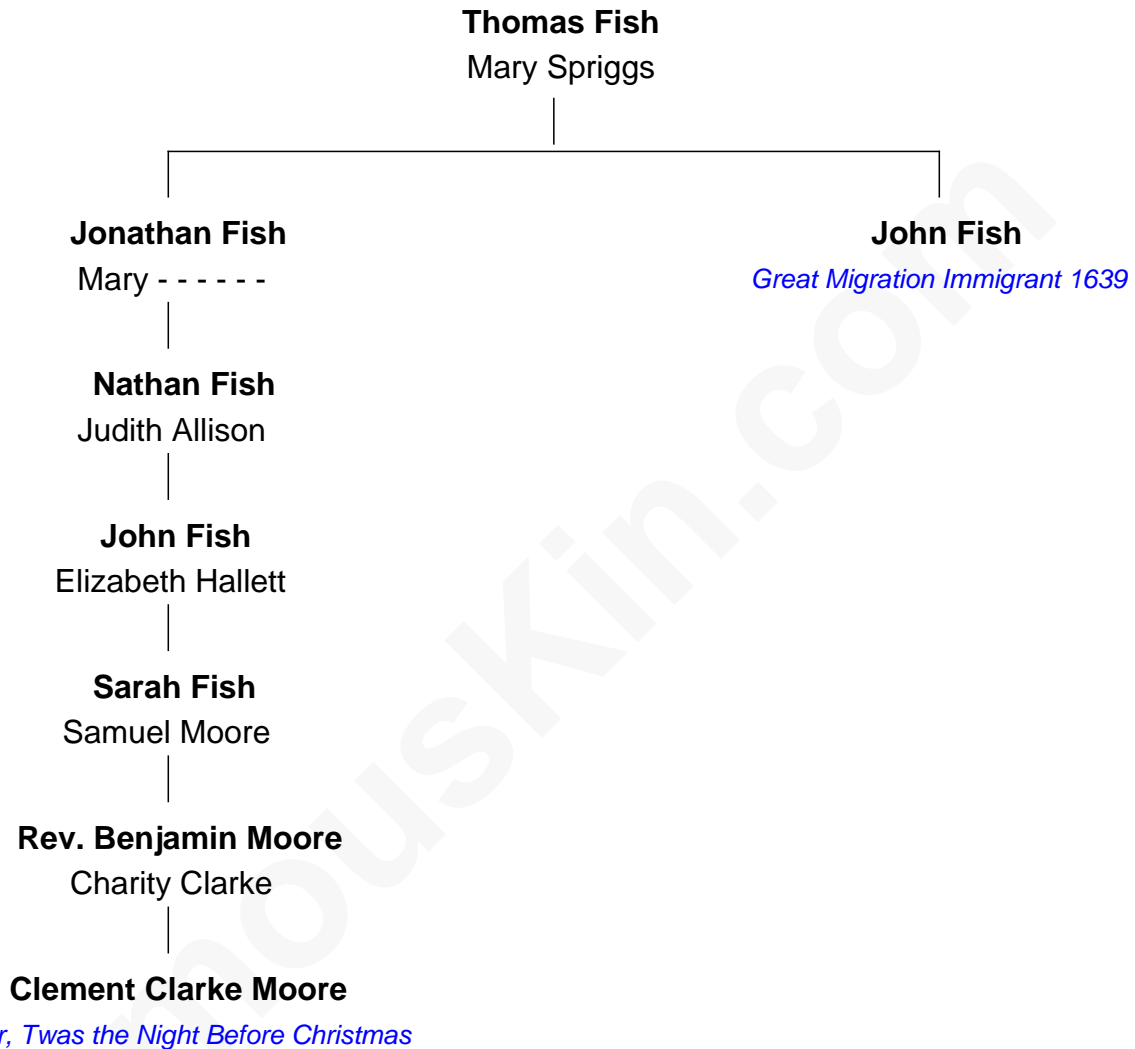 Thomas Fish
Mary Spriggs
Jonathan Fish
Mary - - - - - -
John Fish
Great Migration Immigrant 1639
Nathan Fish
Judith Allison
John Fish
Elizabeth Hallett
Sarah Fish
Samuel Moore
Rev. Benjamin Moore
Charity Clarke
Clement Clarke Moore
r, Twas the Night Before Christmas
mousKin.com